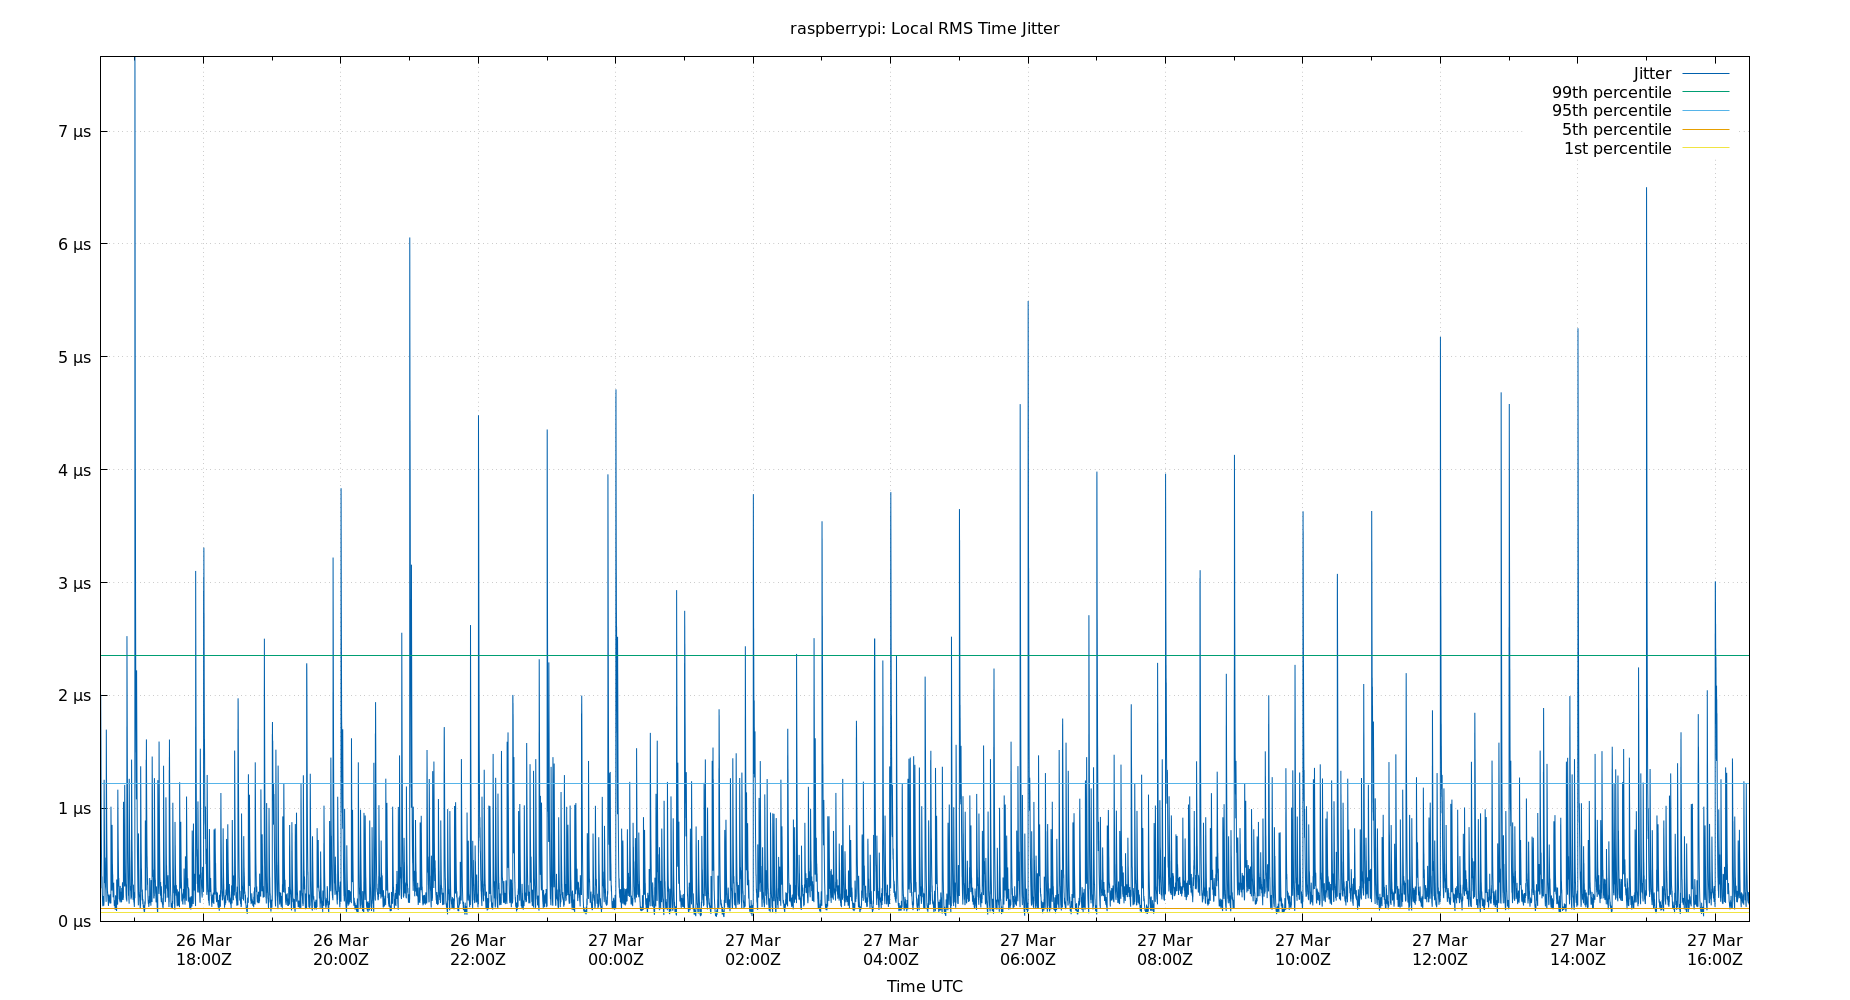 raspberrypi: Local RMS Time Jitter
Jitter
99th percentile
95th percentile
5th percentile
1st percentile
7 µs
6 µs
5 µs
4 µs
3 µs
2 µs
1 µs
0 µs
26 Mar 26 Mar 26 Mar 27 Mar 27 Mar 27 Mar 27 Mar 27 Mar 27 Mar 27 Mar 27 Mar 27 Mar
18:00Z 20:00Z 22:00Z 00:00Z 02:00Z 04:00Z 06:00Z 08:00Z 10:00Z 12:00Z 14:00Z 16:00Z
Time UTC